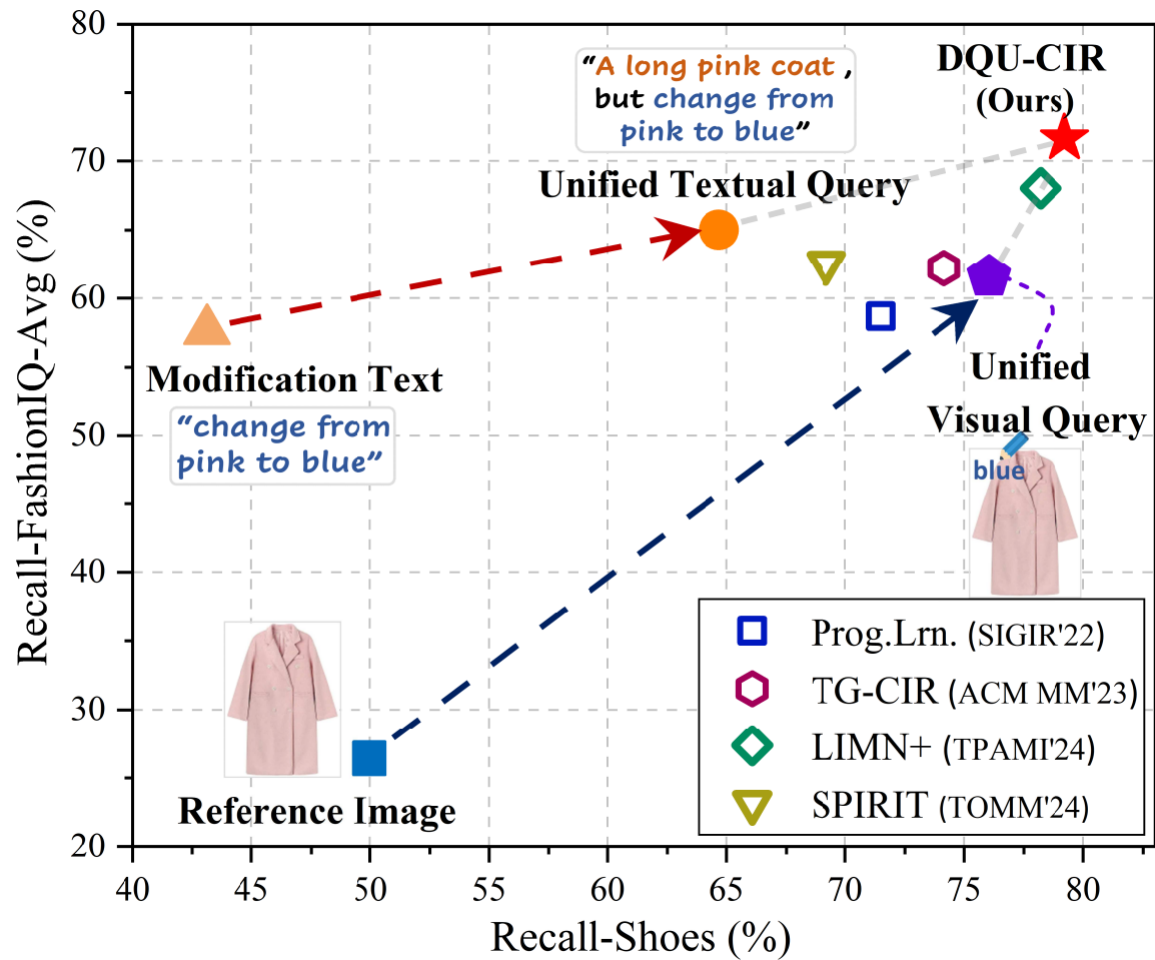 80
70
60
50
40
30
20
Recall-FashionIQ-Avg (%)
“A long pink coat ,
but change from
pink to blue”
DQU-CIR
(Ours)
Unified Textual Query
Modification Text
“change from
pink to blue”
Unified
Visual Query
blue
Reference Image
Prog.Lrn. (SIGIR'22)
TG-CIR (ACM MM'23)
LIMN+ (TPAMI'24)
SPIRIT (TOMM'24)
40 45 50 55 60 65 70 75 80
Recall-Shoes (%)